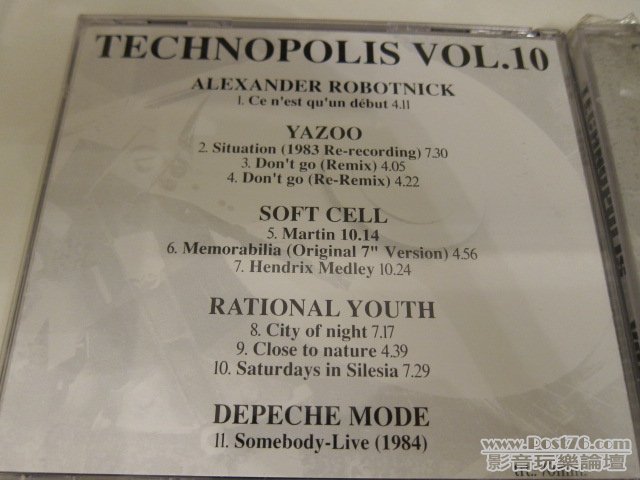 TECHNOPOLIS VOL.10
ALEXANDER ROBOTNICK
1. Ce n'est qu'un début 4.11
YAZOO
2. Situation (1983 Re-recording) 7.30
3. Don't go (Remix) 4.05
4. Don't go (Re-Remix) 4.22
SOFT CELL
5. Martin 10.14
6. Memorabilia (Original 7" Version) 4.56
7. Hendrix Medley 10.24
RATIONAL YOUTH
8. City of night 7.17
9. Close to nature 4.39
10. Saturdays in Silesia 7.29
DEPECHE MODE
11. Somebody-Live (1984)
TECHNOPOLIS
www.Post76.com
影音玩樂論壇